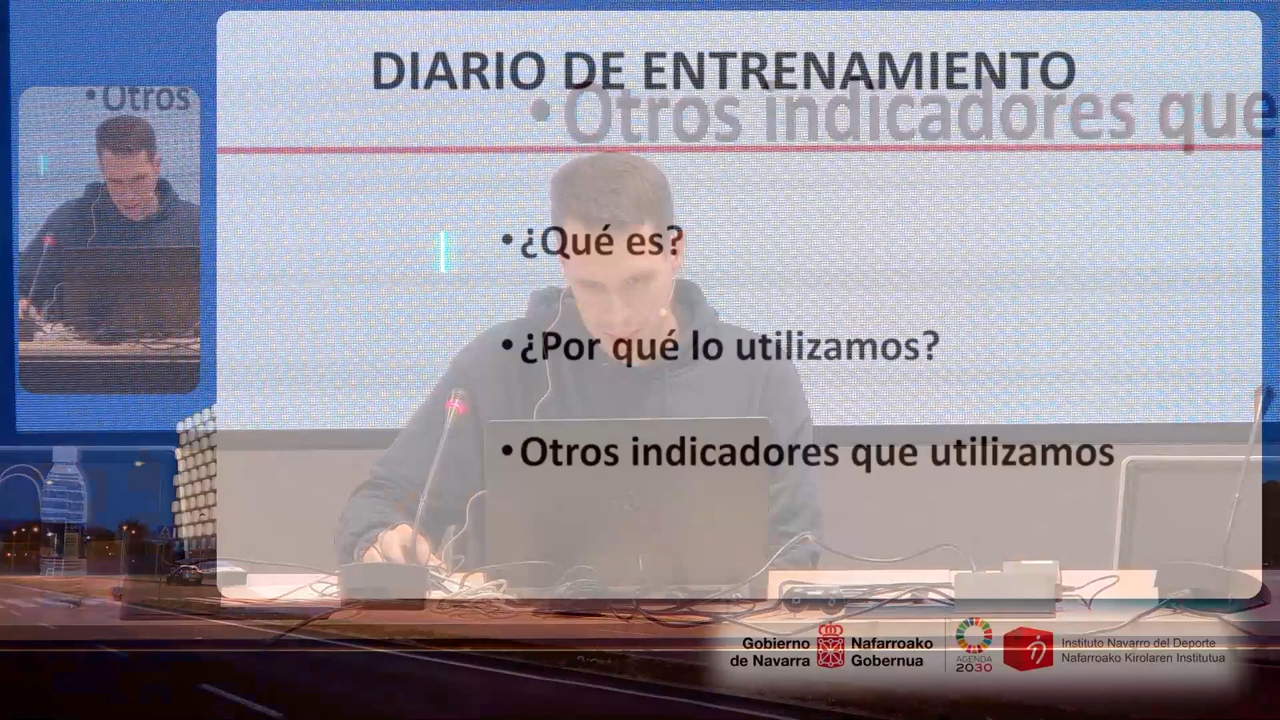 DIARIO DE ENTRENAMIENTO
• Otros
• Otros indicadores que
• ¿Qué es?
• ¿Por qué lo utilizamos?
• Otros indicadores que utilizamos
Gobierno de Navarra
Nafarroako Gobernua
AGENDA 2030
Instituto Navarro del Deporte
Nafarroako Kirolaren Institutua